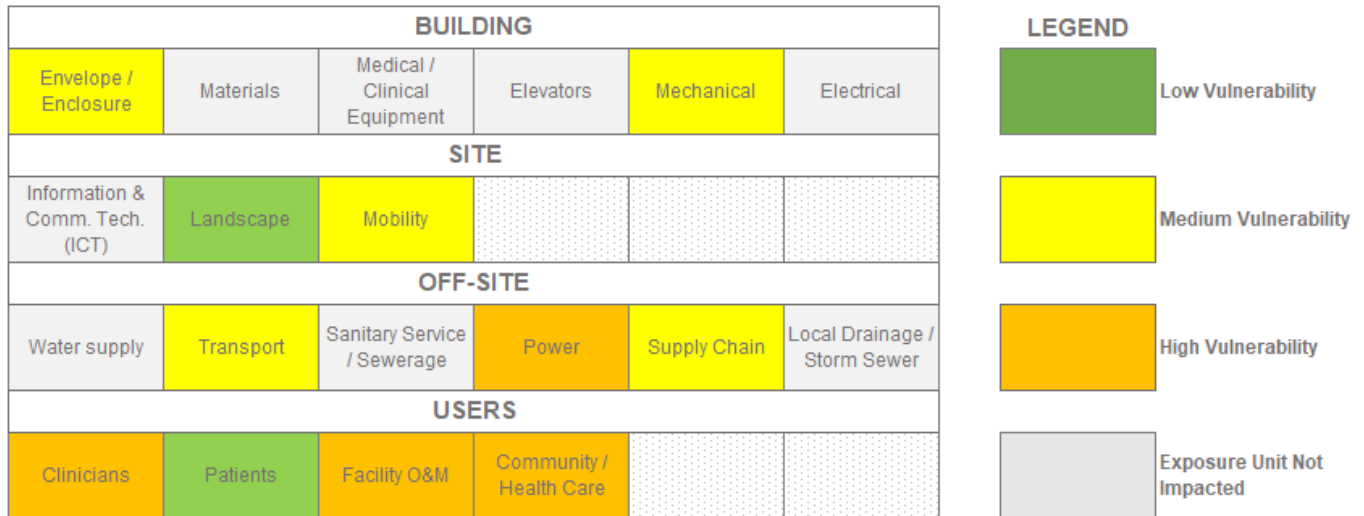 BUILDING
Envelope /
Enclosure
Materials
Medical /
Clinical
Equipment
Elevators
Mechanical
Electrical
SITE
Information &
Comm. Tech.
(ICT)
Landscape
Mobility
OFF-SITE
Water supply
Transport
Sanitary Service
/ Sewerage
Power
Supply Chain
Local Drainage /
Storm Sewer
USERS
Clinicians
Patients
Facility O&M
Community /
Health Care
LEGEND
Low Vulnerability
Medium Vulnerability
High Vulnerability
Exposure Unit Not
Impacted